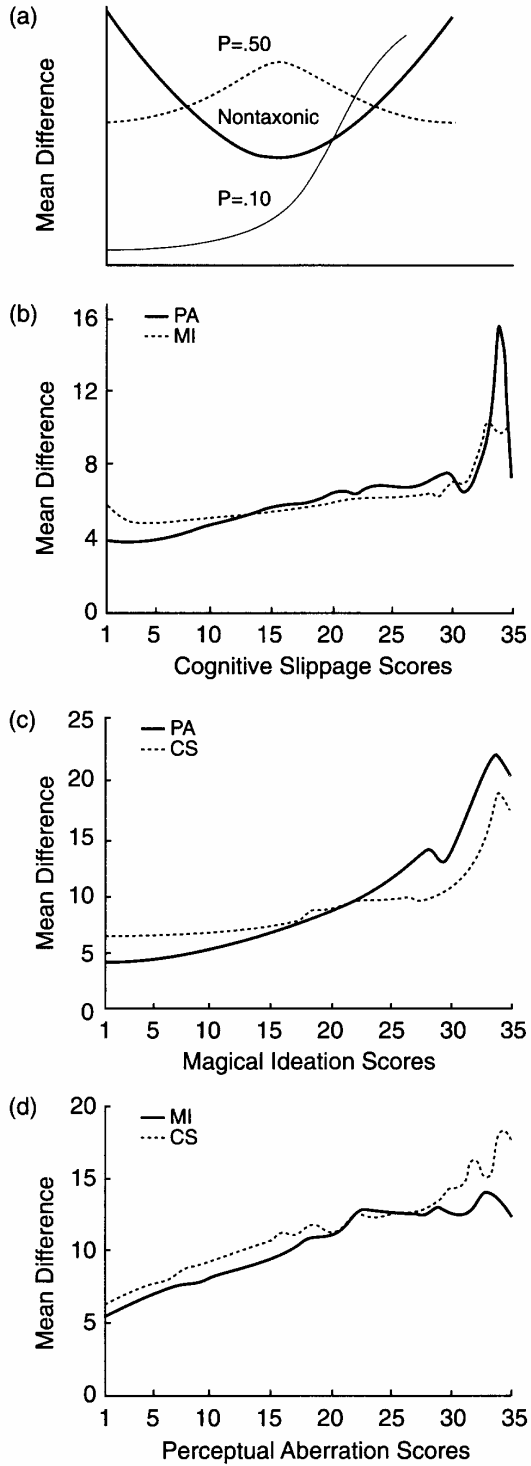 (a)
P=.50
Nontaxonic
P=.10
Mean Difference
(b)
PA
MI
16
12
8
4
0
Mean Difference
1 5 10 15 20 25 30 35
Cognitive Slippage Scores
(c)
PA
CS
25
20
15
10
5
0
Mean Difference
1 5 10 15 20 25 30 35
Magical Ideation Scores
(d)
MI
CS
20
15
10
5
0
Mean Difference
1 5 10 15 20 25 30 35
Perceptual Aberration Scores